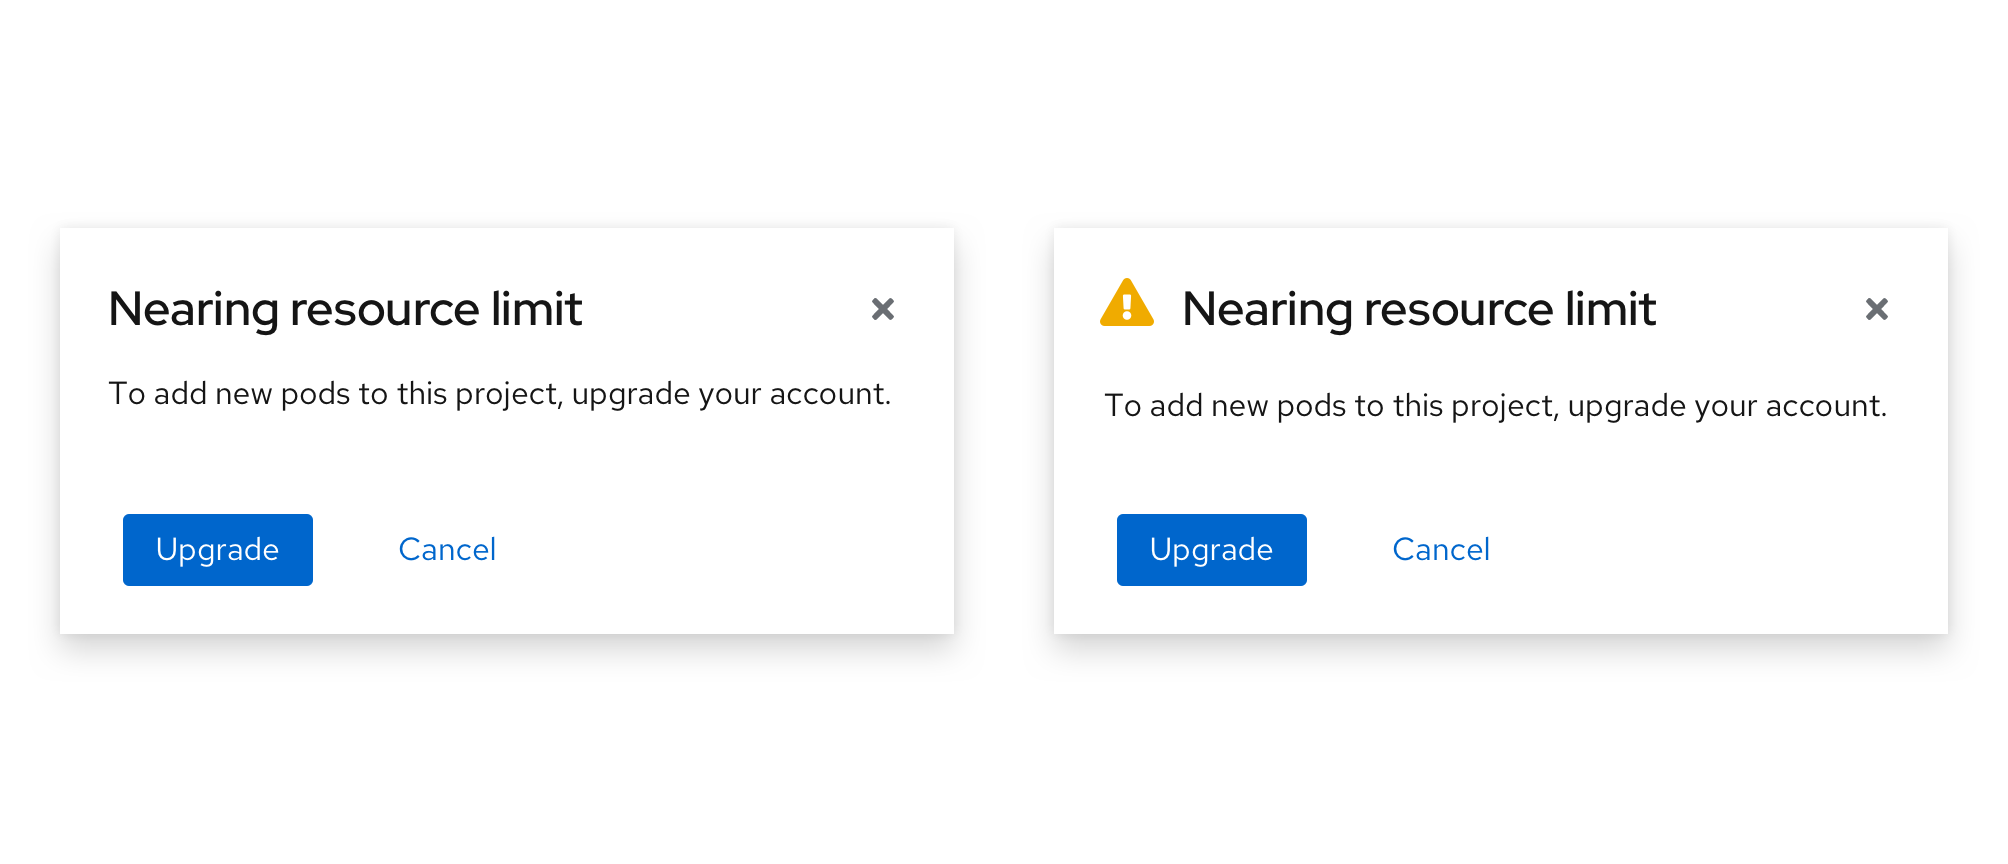 Nearing resource limit
To add new pods to this project, upgrade your account.
Upgrade
Cancel
Nearing resource limit
To add new pods to this project, upgrade your account.
Upgrade
Cancel